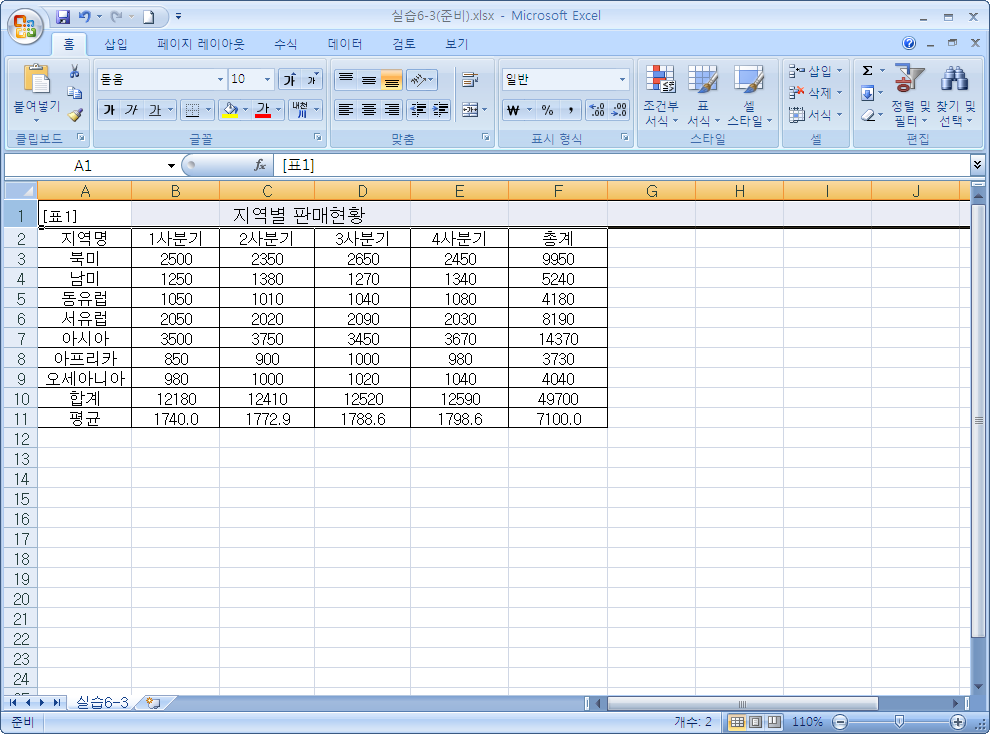 실습6-3(준비).xlsx - Microsoft Excel
홈 삽입 페이지 레이아웃 수식 데이터 검토 보기
붙여넣기
클립보드
돋움 10 가 가
가 가 가 가 내천
글꼴
맞춤
일반
₩ % , .00
표시 형식
조건부 서식 표 서식 셀 스타일
스타일
삽입
삭제
서식
셀
Σ
정렬 및 필터 찾기 및 선택
편집
A1 fx [표1]
A B C D E F G H I J
1 [표1] 지역별 판매현황
2 지역명 1사분기 2사분기 3사분기 4사분기 총계
3 북미 2500 2350 2650 2450 9950
4 남미 1250 1380 1270 1340 5240
5 동유럽 1050 1010 1040 1080 4180
6 서유럽 2050 2020 2090 2030 8190
7 아시아 3500 3750 3450 3670 14370
8 아프리카 850 900 1000 980 3730
9 오세아니아 980 1000 1020 1040 4040
10 합계 12180 12410 12520 12590 49700
11 평균 1740.0 1772.9 1788.6 1798.6 7100.0
12
13
14
15
16
17
18
19
20
21
22
23
24
실습6-3
준비 개수: 2 110%